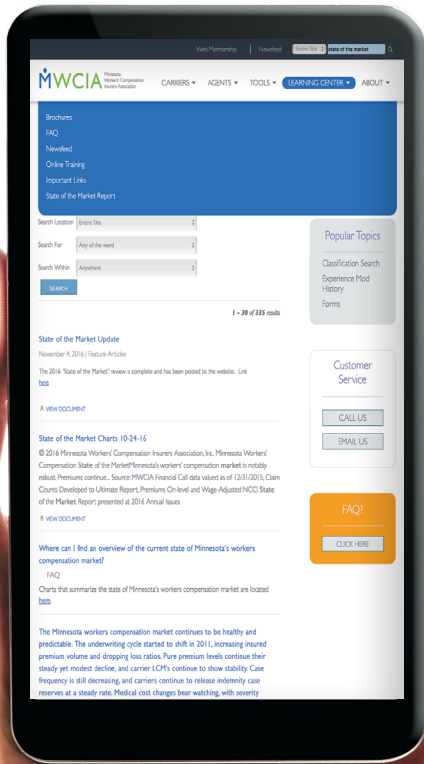 Web Membership Newsfeed Entire Site state of the market
MWCIA Minnesota
Workers' Compensation
Insurers Association
CARRIERS AGENTS TOOLS LEARNING CENTER ABOUT
Brochures
FAQ
Newsfeed
Online Training
Important Links
State of the Market Report
Search Location Entire Site
Search For Any of the word
Search Within Anywhere
SEARCH
1 - 30 of 335 results
State of the Market Update
November 4, 2016 | Feature Articles
The 2016 "State of the Market" review is complete and has been posted to the website. Link
here
VIEW DOCUMENT
State of the Market Charts 10-24-16
© 2016 Minnesota Workers' Compensation Insurers Association, Inc. Minnesota Workers'
Compensation State of the MarketMinnesota's workers' compensation market is notably
robust. Premiums continue... Source: MWCIA Financial Call data valued as of 12/31/2015, Claim
Counts Developed to Ultimate Report, Premiums On-level and Wage-Adjusted NCCI State
of the Market Report presented at 2016 Annual Issues
VIEW DOCUMENT
Where can I find an overview of the current state of Minnesota's workers
compensation market?
FAQ
Charts that summarize the state of Minnesota's workers compensation market are located
here
The Minnesota workers compensation market continues to be healthy and
predictable. The underwriting cycle started to shift in 2011, increasing insured
premium volume and dropping loss ratios. Pure premium levels continue their
steady yet modest decline, and carrier LCM's continue to show stability. Case
frequency is still decreasing, and carriers continue to release indemnity case
reserves at a steady rate. Medical cost changes bear watching, with severity
Popular Topics
Classification Search
Experience Mod
History
Forms
Customer
Service
CALL US
EMAIL US
FAQ?
CLICK HERE